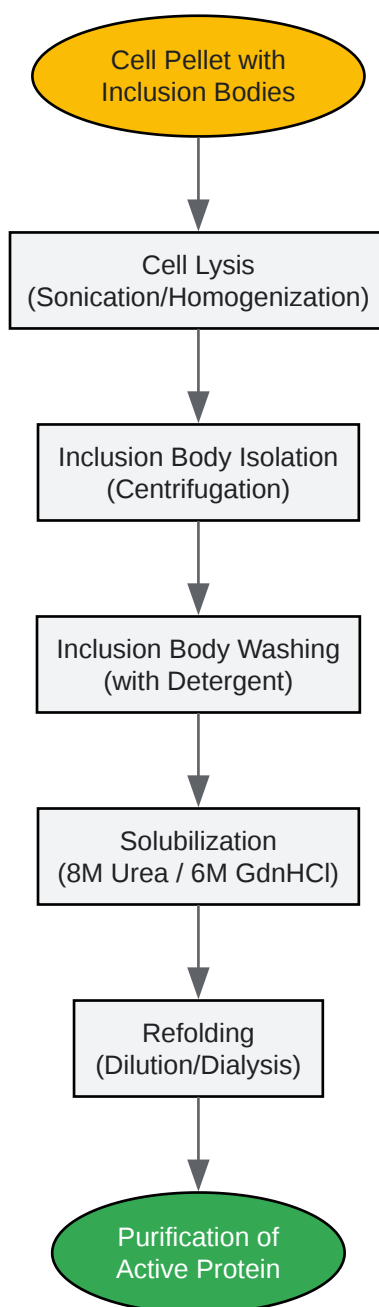 Cell Pellet with
Inclusion Bodies
Cell Lysis
(Sonication/Homogenization)
Inclusion Body Isolation
(Centrifugation)
Inclusion Body Washing
(with Detergent)
Solubilization
(8M Urea / 6M GdnHCl)
Refolding
(Dilution/Dialysis)
Purification of
Active Protein